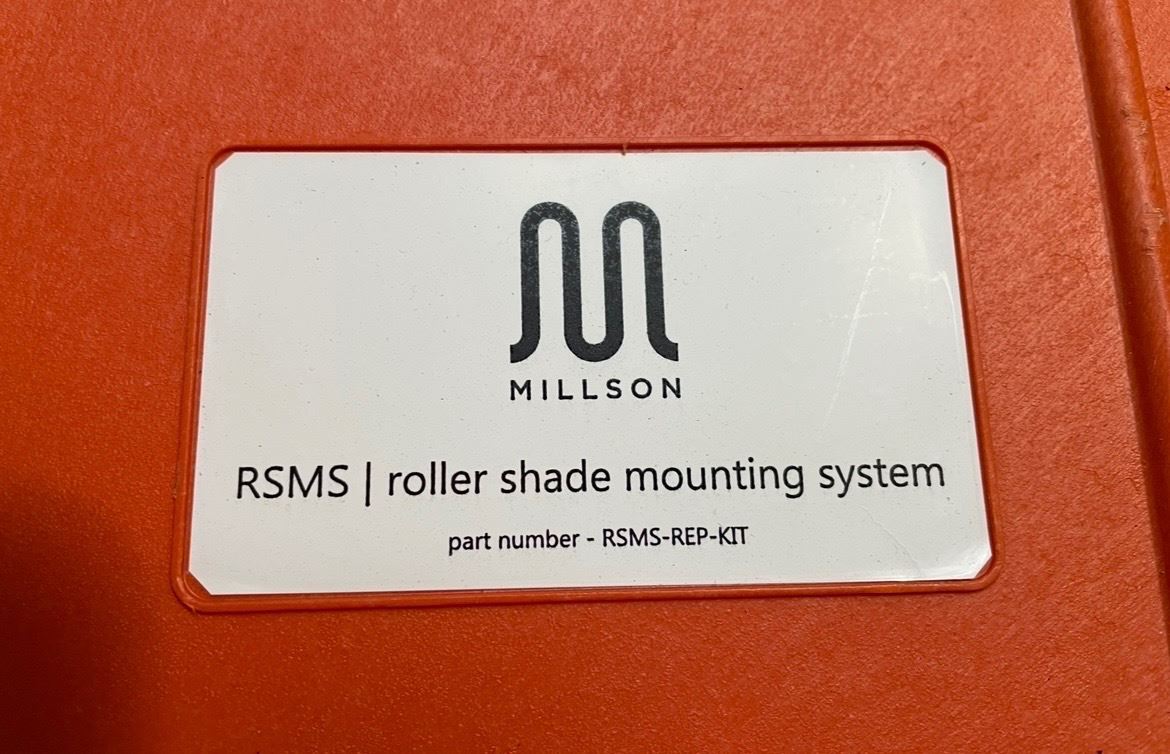 MILLSON
RSMS | roller shade mounting system
part number - RSMS-REP-KIT